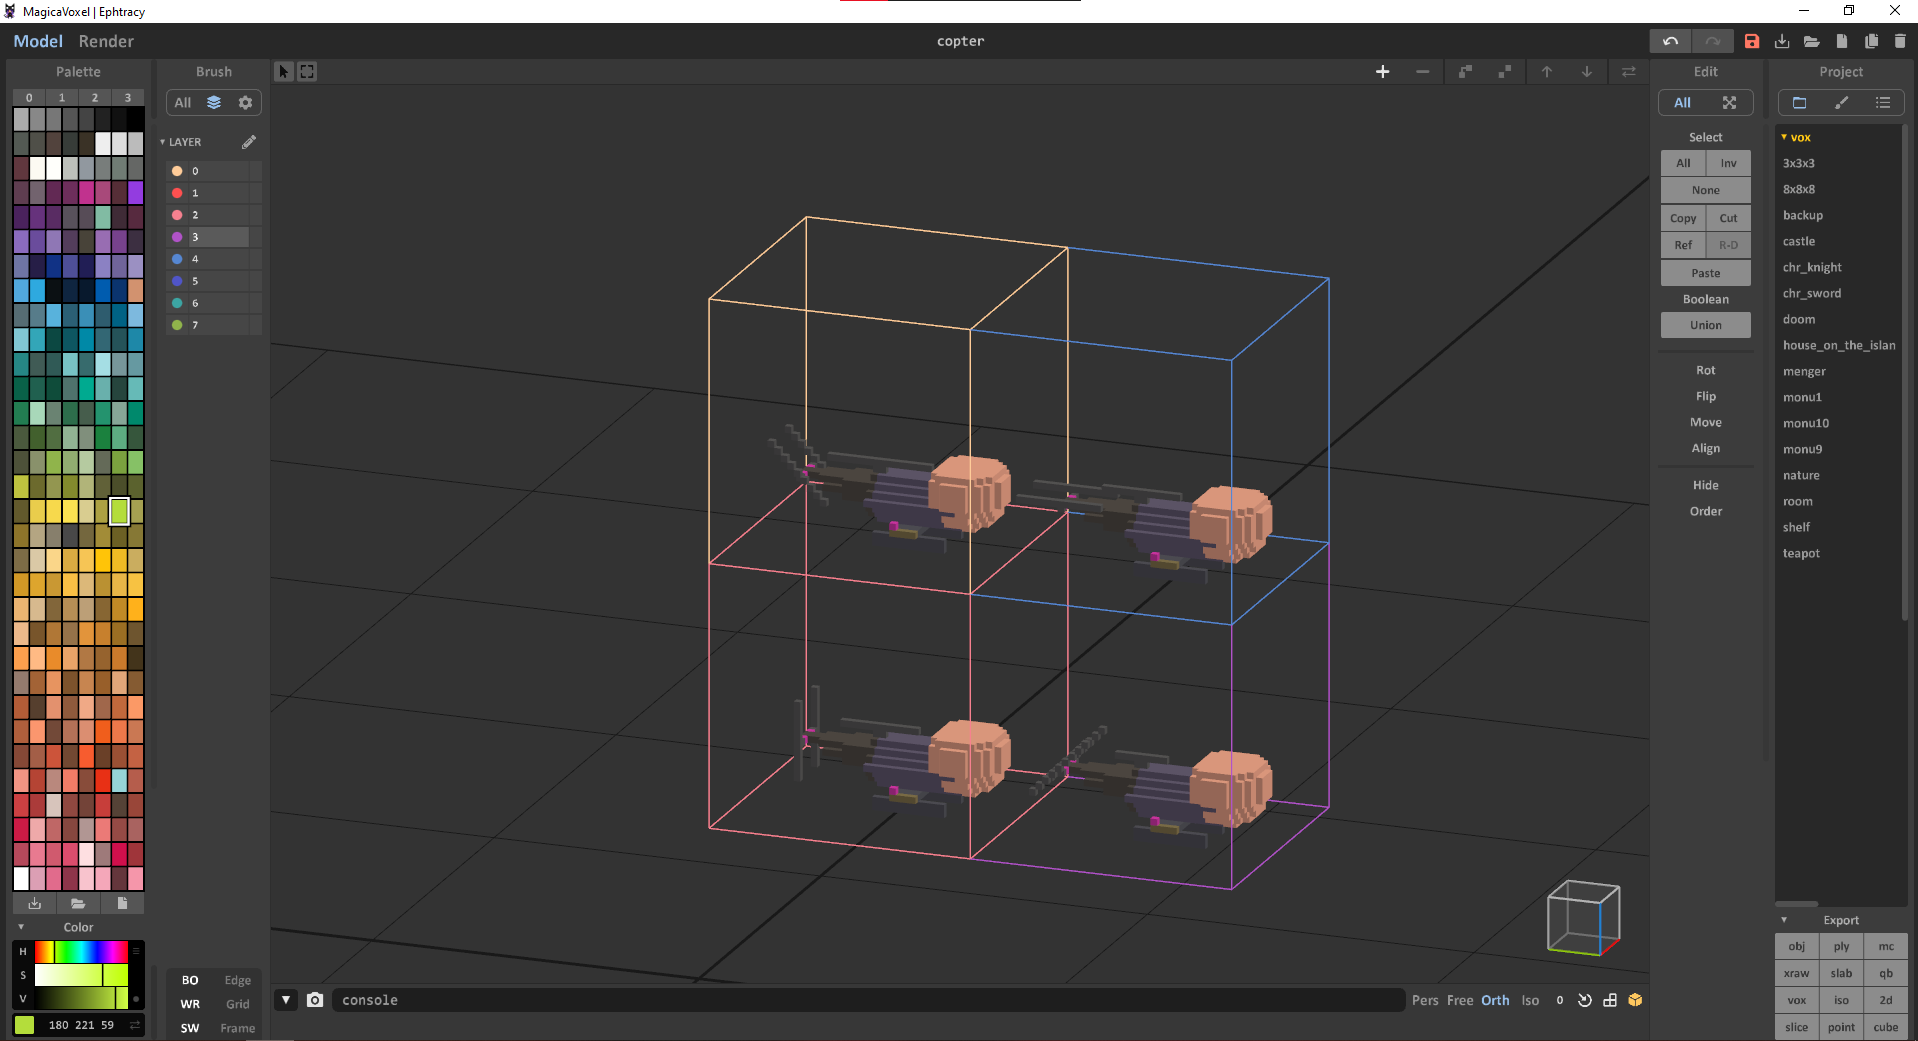 MagicaVoxel | Ephtracy
Model Render
copter
Palette
0 1 2 3
Color
H
S
V
180 221 59
Brush
All
LAYER
0
1
2
3
4
5
6
7
BO Edge
WR Grid
SW Frame
console
Pers Free Orth Iso 0
Edit
All
Select
All Inv
None
Copy Cut
Ref R-D
Paste
Boolean
Union
Rot
Flip
Move
Align
Hide
Order
Project
vox
3x3x3
8x8x8
backup
castle
chr_knight
chr_sword
doom
house_on_the_islan
menger
monu1
monu10
monu9
nature
room
shelf
teapot
Export
obj ply mc
xraw slab qb
vox iso 2d
slice point cube